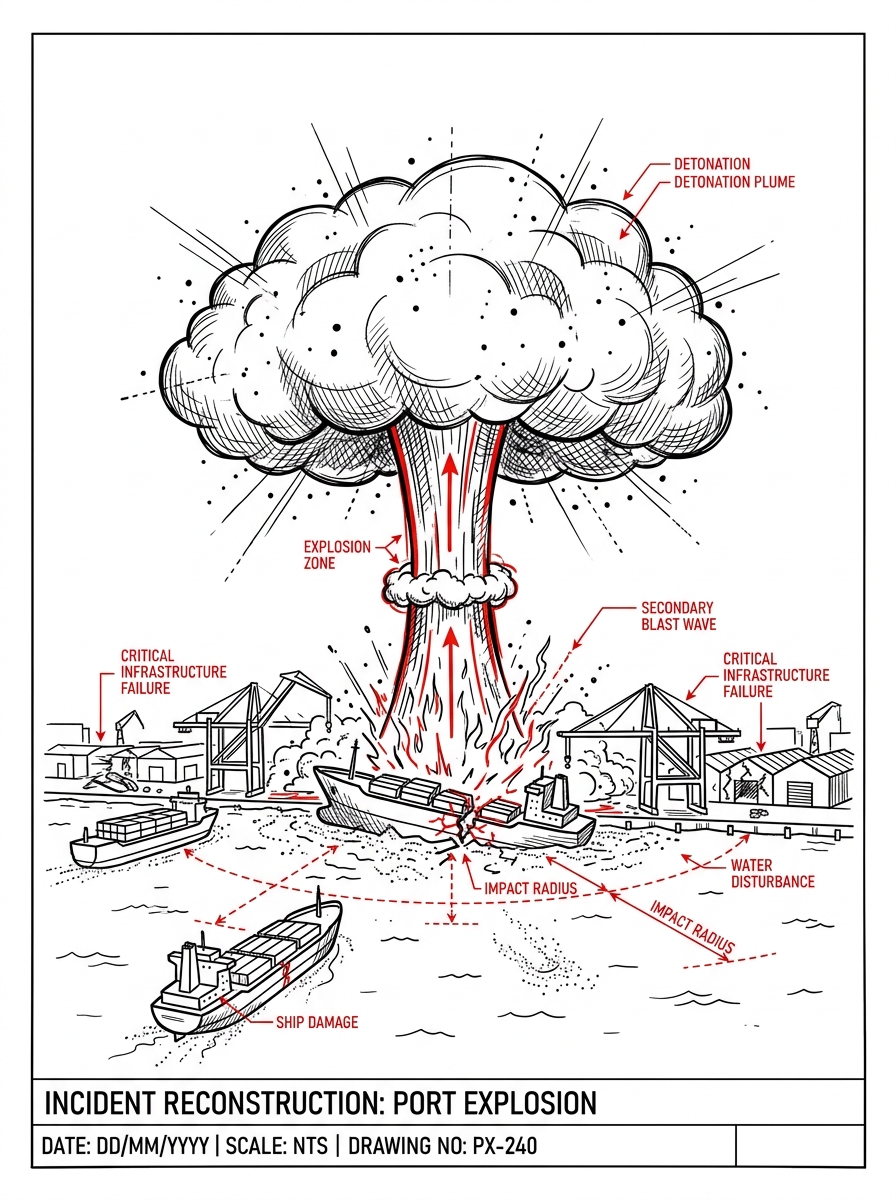 DETONATION
DETONATION PLUME
EXPLOSION
ZONE
SECONDARY
BLAST WAVE
CRITICAL
INFRASTRUCTURE
FAILURE
CRITICAL
INFRASTRUCTURE
FAILURE
IMPACT RADIUS
WATER
DISTURBANCE
IMPACT RADIUS
SHIP DAMAGE
INCIDENT RECONSTRUCTION: PORT EXPLOSION
DATE: DD/MM/YYYY | SCALE: NTS | DRAWING NO: PX-240